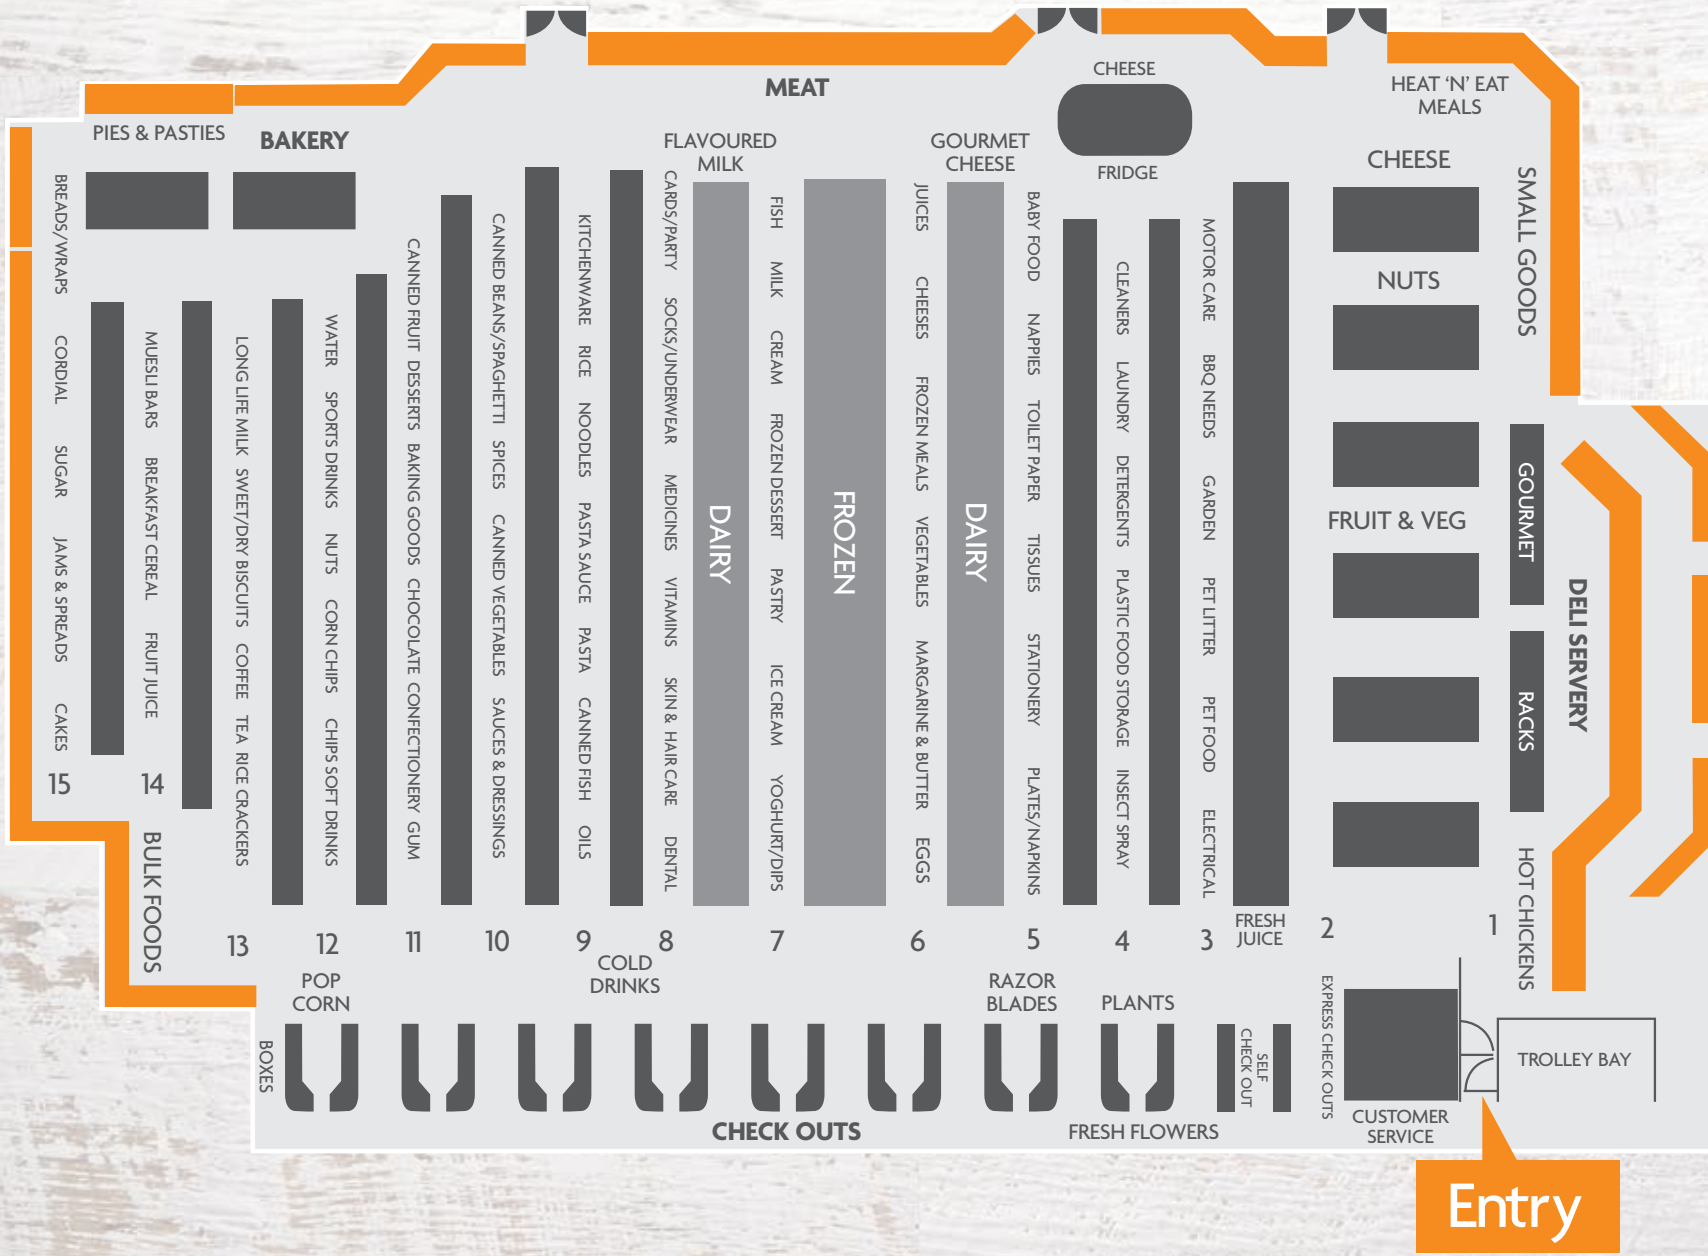 CHEESE
MEAT
HEAT 'N' EAT
MEALS
PIES & PASTIES
BAKERY
FLAVOURED
MILK
GOURMET
CHEESE
FRIDGE
CHEESE
NUTS
FRUIT & VEG
SMALL GOODS
GOURMET
RACKS
DELI SERVERY
HOT CHICKENS
BREADS/WRAPS
CORDIAL
SUGAR
JAMS & SPREADS
CAKES
15
MUESLI BARS
BREAKFAST CEREAL
FRUIT JUICE
14
BULK FOODS
LONG LIFE MILK
SWEET/DRY BISCUITS
COFFEE
TEA
RICE CRACKERS
13
WATER
SPORTS DRINKS
NUTS
CORN CHIPS
CHIPS
SOFT DRINKS
12
CANNED FRUIT
DESSERTS
BAKING GOODS
CHOCOLATE
CONFECTIONERY
GUM
11
CANNED BEANS/SPAGHETTI
SPICES
CANNED VEGETABLES
SAUCES & DRESSINGS
10
KITCHENWARE
RICE
NOODLES
PASTA SAUCE
PASTA
CANNED FISH
OILS
9
CARDS/PARTY
SOCKS/UNDERWEAR
MEDICINES
VITAMINS
SKIN & HAIR CARE
DENTAL
8
DAIRY
FISH
MILK
CREAM
FROZEN DESSERT
PASTRY
ICE CREAM
YOGHURT/DIPS
7
FROZEN
JUICES
CHEESES
FROZEN MEALS
VEGETABLES
MARGARINE & BUTTER
EGGS
6
DAIRY
BABY FOOD
NAPPIES
TOILET PAPER
TISSUES
STATIONERY
PLATES/NAPKINS
5
CLEANERS
LAUNDRY
DETERGENTS
PLASTIC FOOD STORAGE
INSECT SPRAY
4
MOTOR CARE
BBQ NEEDS
GARDEN
PET LITTER
PET FOOD
ELECTRICAL
3
FRESH
JUICE
2
1
POP
CORN
COLD
DRINKS
RAZOR
BLADES
PLANTS
BOXES
SELF
CHECK OUT
EXPRESS CHECK OUTS
TROLLEY BAY
CHECK OUTS
FRESH FLOWERS
CUSTOMER
SERVICE
Entry